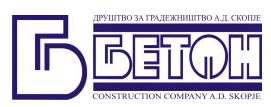 ДРУШТВО ЗА ГРАДЕЖНИШТВО А.Д. СКОПЈЕ
БЕТОН
CONSTRUCTION COMPANY A.D. SKOPJE